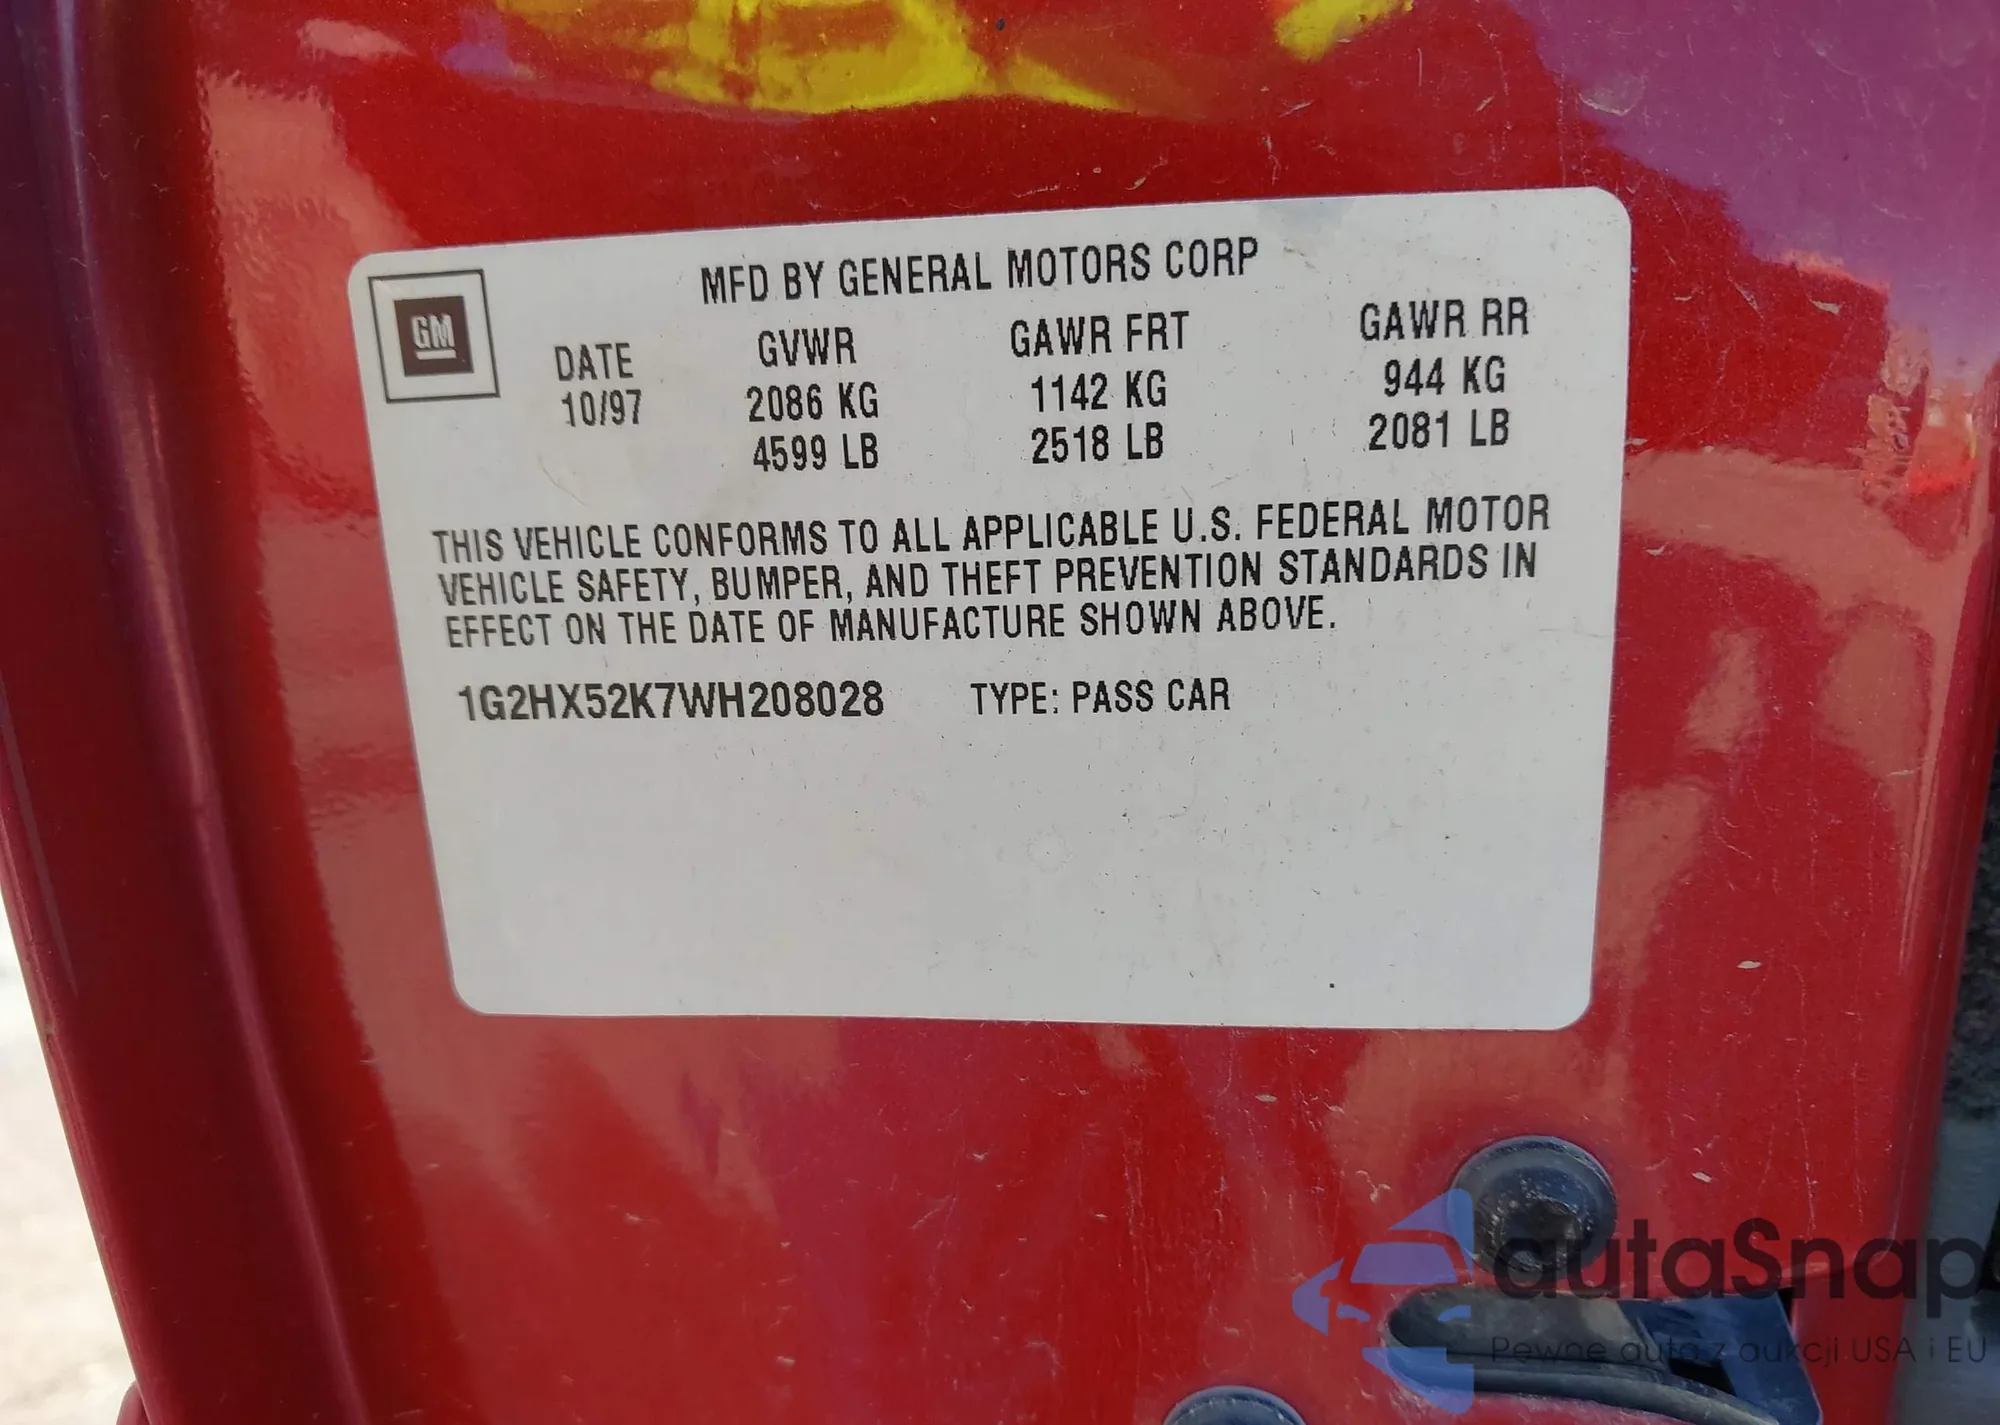 MFD BY GENERAL MOTORS CORP
GM
DATE GVWR GAWR FRT GAWR RR
10/97 2086 KG 1142 KG 944 KG
4599 LB 2518 LB 2081 LB
THIS VEHICLE CONFORMS TO ALL APPLICABLE U.S. FEDERAL MOTOR
VEHICLE SAFETY, BUMPER, AND THEFT PREVENTION STANDARDS IN
EFFECT ON THE DATE OF MANUFACTURE SHOWN ABOVE.
1G2HX52K7WH208028 TYPE: PASS CAR
autaSnap
Pewne auta z aukcji USA i EU